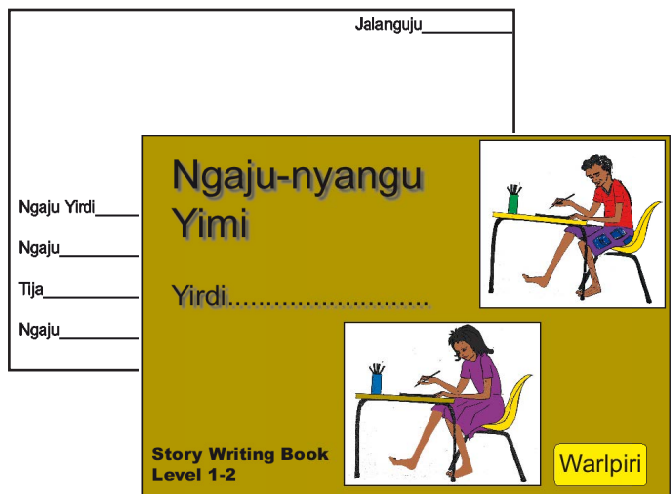 Jalanguju
Ngaju Yirdi
Ngaju
Tija
Ngaju
Ngaju-nyangu
Yimi
Yirdi..........................
Story Writing Book
Level 1-2
Warlpiri